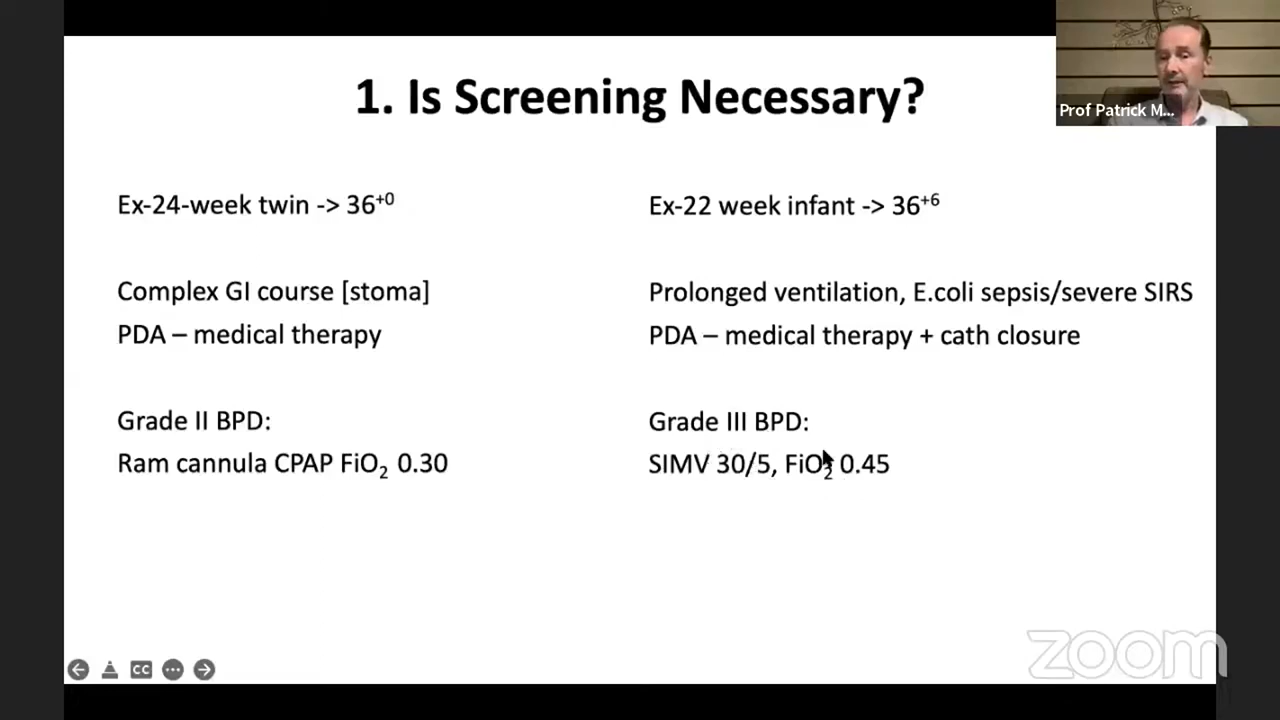 1. Is Screening Necessary?
Prof Patrick M...
Ex-24-week twin -> 36⁺⁰
Complex GI course [stoma]
PDA – medical therapy
Grade II BPD:
Ram cannula CPAP FiO₂ 0.30
Ex-22 week infant -> 36⁺⁶
Prolonged ventilation, E.coli sepsis/severe SIRS
PDA – medical therapy + cath closure
Grade III BPD:
SIMV 30/5, FiO₂ 0.45
CC
zoom